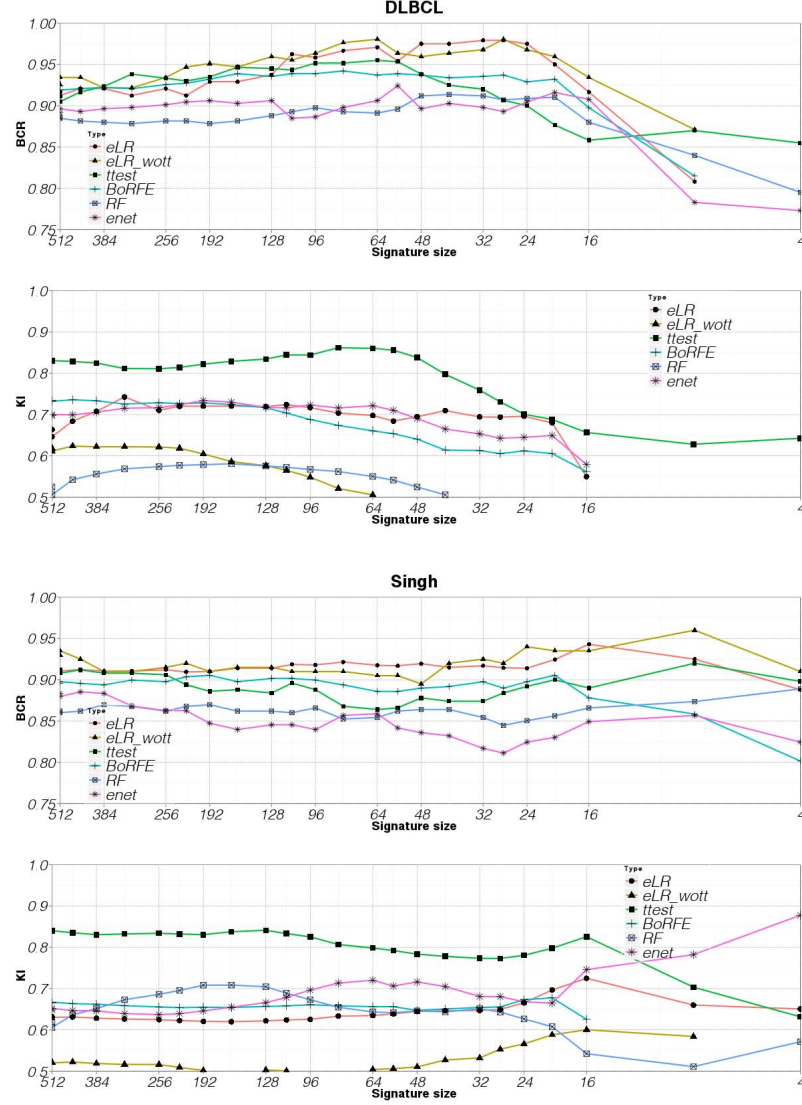 DLBCL
1.00
0.95
0.90
0.85
0.80
0.75
BCR
Type
eLR
eLR_wott
ttest
BoRFE
RF
enet
512 384 256 192 128 96 64 48 32 24 16 4
Signature size
1.0
0.9
0.8
0.7
0.6
0.5
KI
Type
eLR
eLR_wott
ttest
BoRFE
RF
enet
512 384 256 192 128 96 64 48 32 24 16 4
Signature size
Singh
1.00
0.95
0.90
0.85
0.80
0.75
BCR
Type
eLR
eLR_wott
ttest
BoRFE
RF
enet
512 384 256 192 128 96 64 48 32 24 16 4
Signature size
1.0
0.9
0.8
0.7
0.6
0.5
KI
Type
eLR
eLR_wott
ttest
BoRFE
RF
enet
512 384 256 192 128 96 64 48 32 24 16 4
Signature size